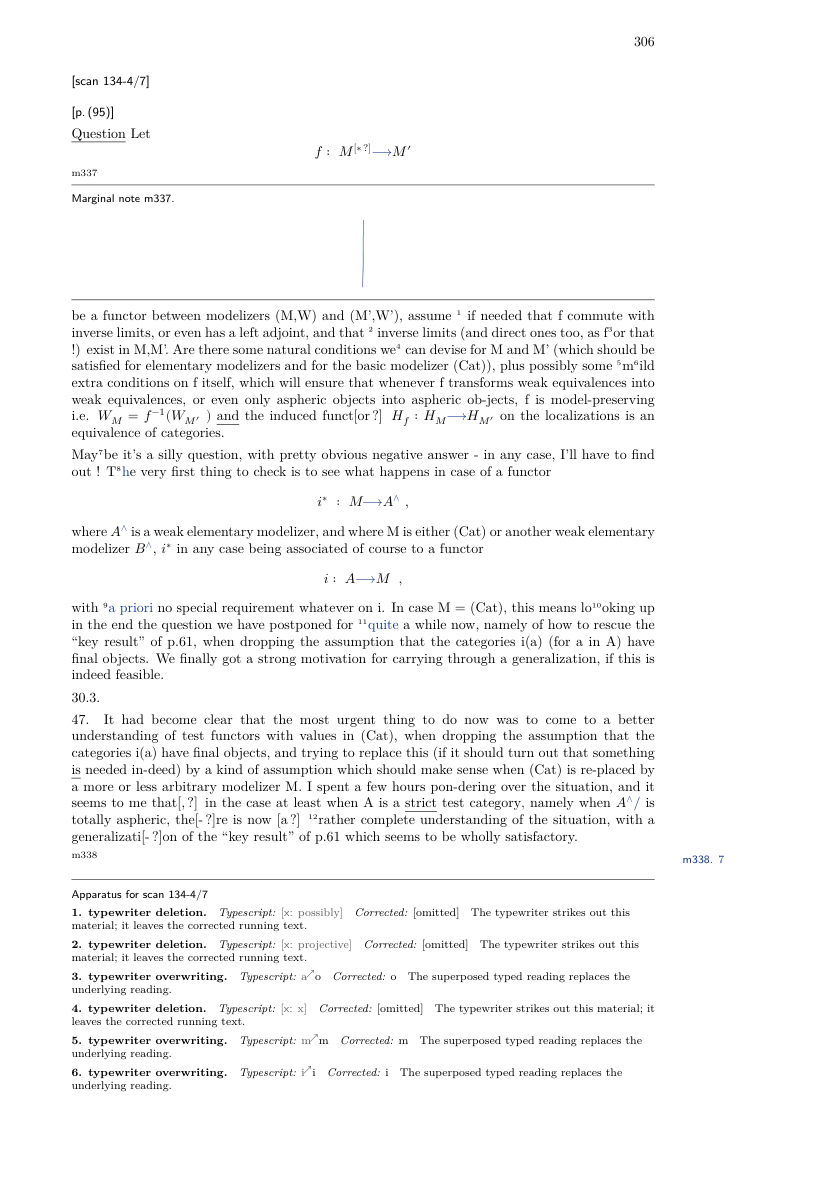 306
[scan 134-4/7]
[p. (95)]
Question Let
f : M[* ?]⟶M′
m337
Marginal note m337.
be a functor between modelizers (M,W) and (M',W'), assume ¹ if needed that f commute with
inverse limits, or even has a left adjoint, and that ² inverse limits (and direct ones too, as f³or that
!) exist in M,M'. Are there some natural conditions we⁴ can devise for M and M' (which should be
satisfied for elementary modelizers and for the basic modelizer (Cat)), plus possibly some ⁵m⁶ild
extra conditions on f itself, which will ensure that whenever f transforms weak equivalences into
weak equivalences, or even only aspheric objects into aspheric ob-jects, f is model-preserving
i.e. W_M = f⁻¹(W_M′ ) and the induced funct[or ?] H_f : H_M⟶H_M′ on the localizations is an
equivalence of categories.
May⁷be it's a silly question, with pretty obvious negative answer - in any case, I'll have to find
out ! T⁸he very first thing to check is to see what happens in case of a functor
i* : M⟶A^ ,
where A^ is a weak elementary modelizer, and where M is either (Cat) or another weak elementary
modelizer B^, i* in any case being associated of course to a functor
i : A⟶M ,
with ⁹a priori no special requirement whatever on i. In case M = (Cat), this means lo¹⁰oking up
in the end the question we have postponed for ¹¹quite a while now, namely of how to rescue the
“key result” of p.61, when dropping the assumption that the categories i(a) (for a in A) have
final objects. We finally got a strong motivation for carrying through a generalization, if this is
indeed feasible.
30.3.
47. It had become clear that the most urgent thing to do now was to come to a better
understanding of test functors with values in (Cat), when dropping the assumption that the
categories i(a) have final objects, and trying to replace this (if it should turn out that something
is needed in-deed) by a kind of assumption which should make sense when (Cat) is re-placed by
a more or less arbitrary modelizer M. I spent a few hours pon-dering over the situation, and it
seems to me that[, ?] in the case at least when A is a strict test category, namely when A^/ is
totally aspheric, the[- ?]re is now [a ?] ¹²rather complete understanding of the situation, with a
generalizati[- ?]on of the “key result” of p.61 which seems to be wholly satisfactory.
m338
m338. 7
Apparatus for scan 134-4/7
1. typewriter deletion. Typescript: [x: possibly] Corrected: [omitted] The typewriter strikes out this
material; it leaves the corrected running text.
2. typewriter deletion. Typescript: [x: projective] Corrected: [omitted] The typewriter strikes out this
material; it leaves the corrected running text.
3. typewriter overwriting. Typescript: a↗o Corrected: o The superposed typed reading replaces the
underlying reading.
4. typewriter deletion. Typescript: [x: x] Corrected: [omitted] The typewriter strikes out this material; it
leaves the corrected running text.
5. typewriter overwriting. Typescript: m↗m Corrected: m The superposed typed reading replaces the
underlying reading.
6. typewriter overwriting. Typescript: i↗i Corrected: i The superposed typed reading replaces the
underlying reading.